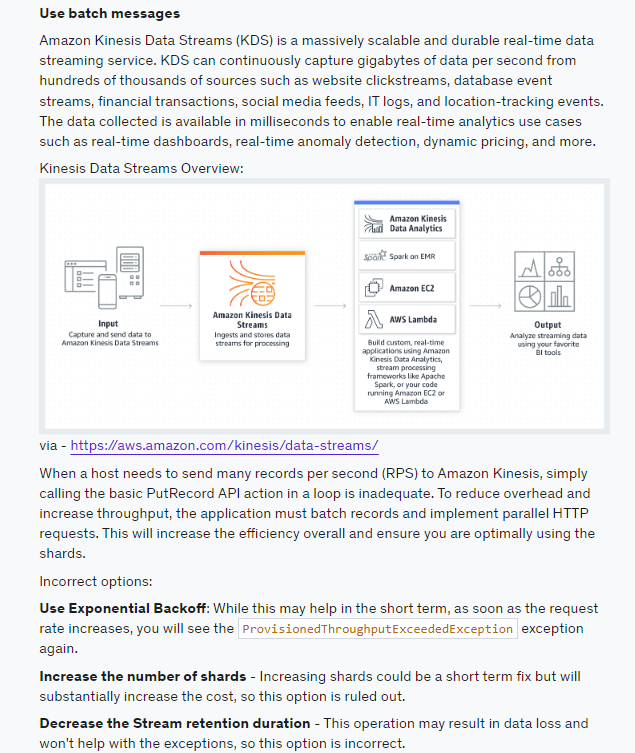 Use batch messages
Amazon Kinesis Data Streams (KDS) is a massively scalable and durable real-time data
streaming service. KDS can continuously capture gigabytes of data per second from
hundreds of thousands of sources such as website clickstreams, database event
streams, financial transactions, social media feeds, IT logs, and location-tracking events.
The data collected is available in milliseconds to enable real-time analytics use cases
such as real-time dashboards, real-time anomaly detection, dynamic pricing, and more.
Kinesis Data Streams Overview:
Input
Capture and send data to
Amazon Kinesis Data Streams
Amazon Kinesis Data
Streams
Ingests and stores data
streams for processing
Amazon Kinesis
Data Analytics
Spark
Spark on EMR
Amazon EC2
AWS Lambda
Build custom, real-time
applications using Amazon
Kinesis Data Analytics,
stream processing
frameworks like Apache
Spark, or your code
running Amazon EC2 or
AWS Lambda
Output
Analyze streaming data
using your favorite
BI tools
via - https://aws.amazon.com/kinesis/data-streams/
When a host needs to send many records per second (RPS) to Amazon Kinesis, simply
calling the basic PutRecord API action in a loop is inadequate. To reduce overhead and
increase throughput, the application must batch records and implement parallel HTTP
requests. This will increase the efficiency overall and ensure you are optimally using the
shards.
Incorrect options:
Use Exponential Backoff: While this may help in the short term, as soon as the request
rate increases, you will see the ProvisionedThroughputExceededException exception
again.
Increase the number of shards - Increasing shards could be a short term fix but will
substantially increase the cost, so this option is ruled out.
Decrease the Stream retention duration - This operation may result in data loss and
won't help with the exceptions, so this option is incorrect.